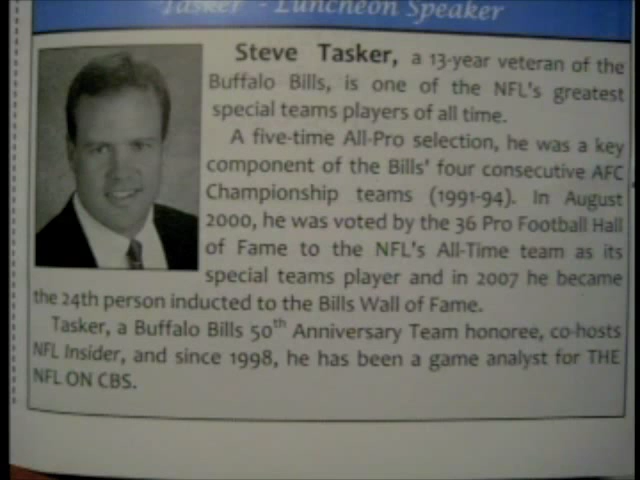 Tasker - Luncheon Speaker
Steve Tasker, a 13-year veteran of the
Buffalo Bills, is one of the NFL's greatest
special teams players of all time.
A five-time All-Pro selection, he was a key
component of the Bills' four consecutive AFC
Championship teams (1991-94). In August
2000, he was voted by the 36 Pro Football Hall
of Fame to the NFL's All-Time team as its
special teams player and in 2007 he became
the 24th person inducted to the Bills Wall of Fame.
Tasker, a Buffalo Bills 50th Anniversary Team honoree, co-hosts
NFL Insider, and since 1998, he has been a game analyst for THE
NFL ON CBS.